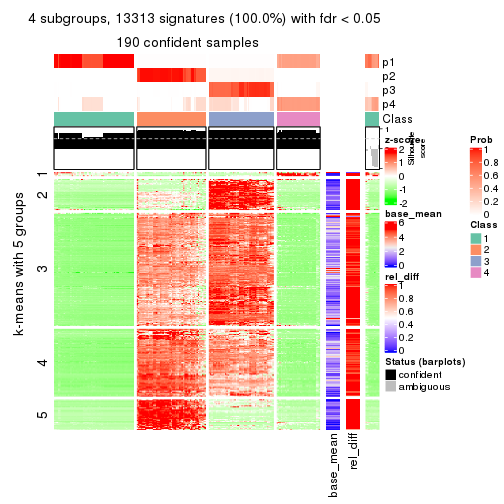 4 subgroups, 13313 signatures (100.0%) with fdr < 0.05
190 confident samples
p1
p2
p3
p4
Class
1
Silhouette
score
z-score
2
1
0
-1
-2
Prob
1
0.8
0.6
0.4
0.2
0
base_mean
6
4
2
0
Class
1
2
3
4
rel_diff
1
0.8
0.6
0.4
0.2
0
Status (barplots)
confident
ambiguous
k-means with 5 groups
1
2
3
4
5
base_mean
rel_diff